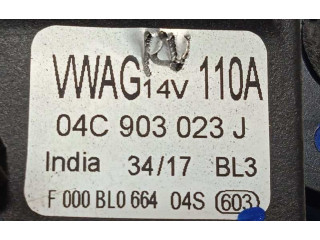 VWAG 14V 110A
04C 903 023 J
India 34/17 BL3
F 000 BL0 664 04S 603